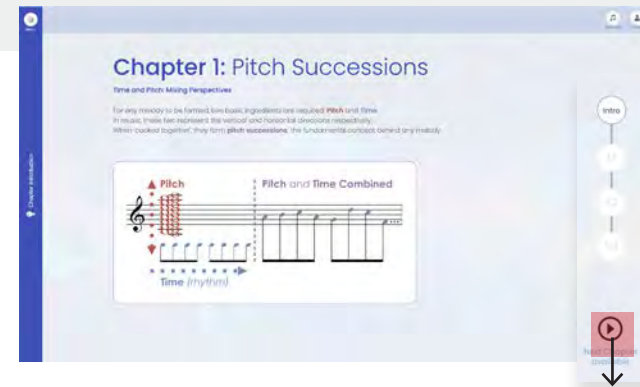 Chapter 1: Pitch Successions
Time and Pitch: Mixing Perspectives
For any melody to be formed, two basic ingredients are required: Pitch and Time.
In music, these two represent the vertical and horizontal directions respectively.
When 'cooked together', they form pitch successions, the fundamental concept behind any melody.
Intro
Pitch
Pitch and Time Combined
Time (rhythm)
Chapter Introduction
Next Chapter
available